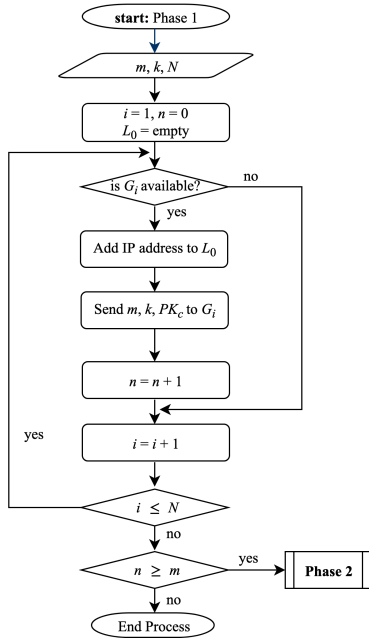 start: Phase 1
m, k, N
i = 1, n = 0
L₀ = empty
is Gᵢ available?
no
yes
Add IP address to L₀
Send m, k, PK꜀ to Gᵢ
n = n + 1
yes
i = i + 1
i ≤ N
no
n ≥ m
yes
Phase 2
no
End Process